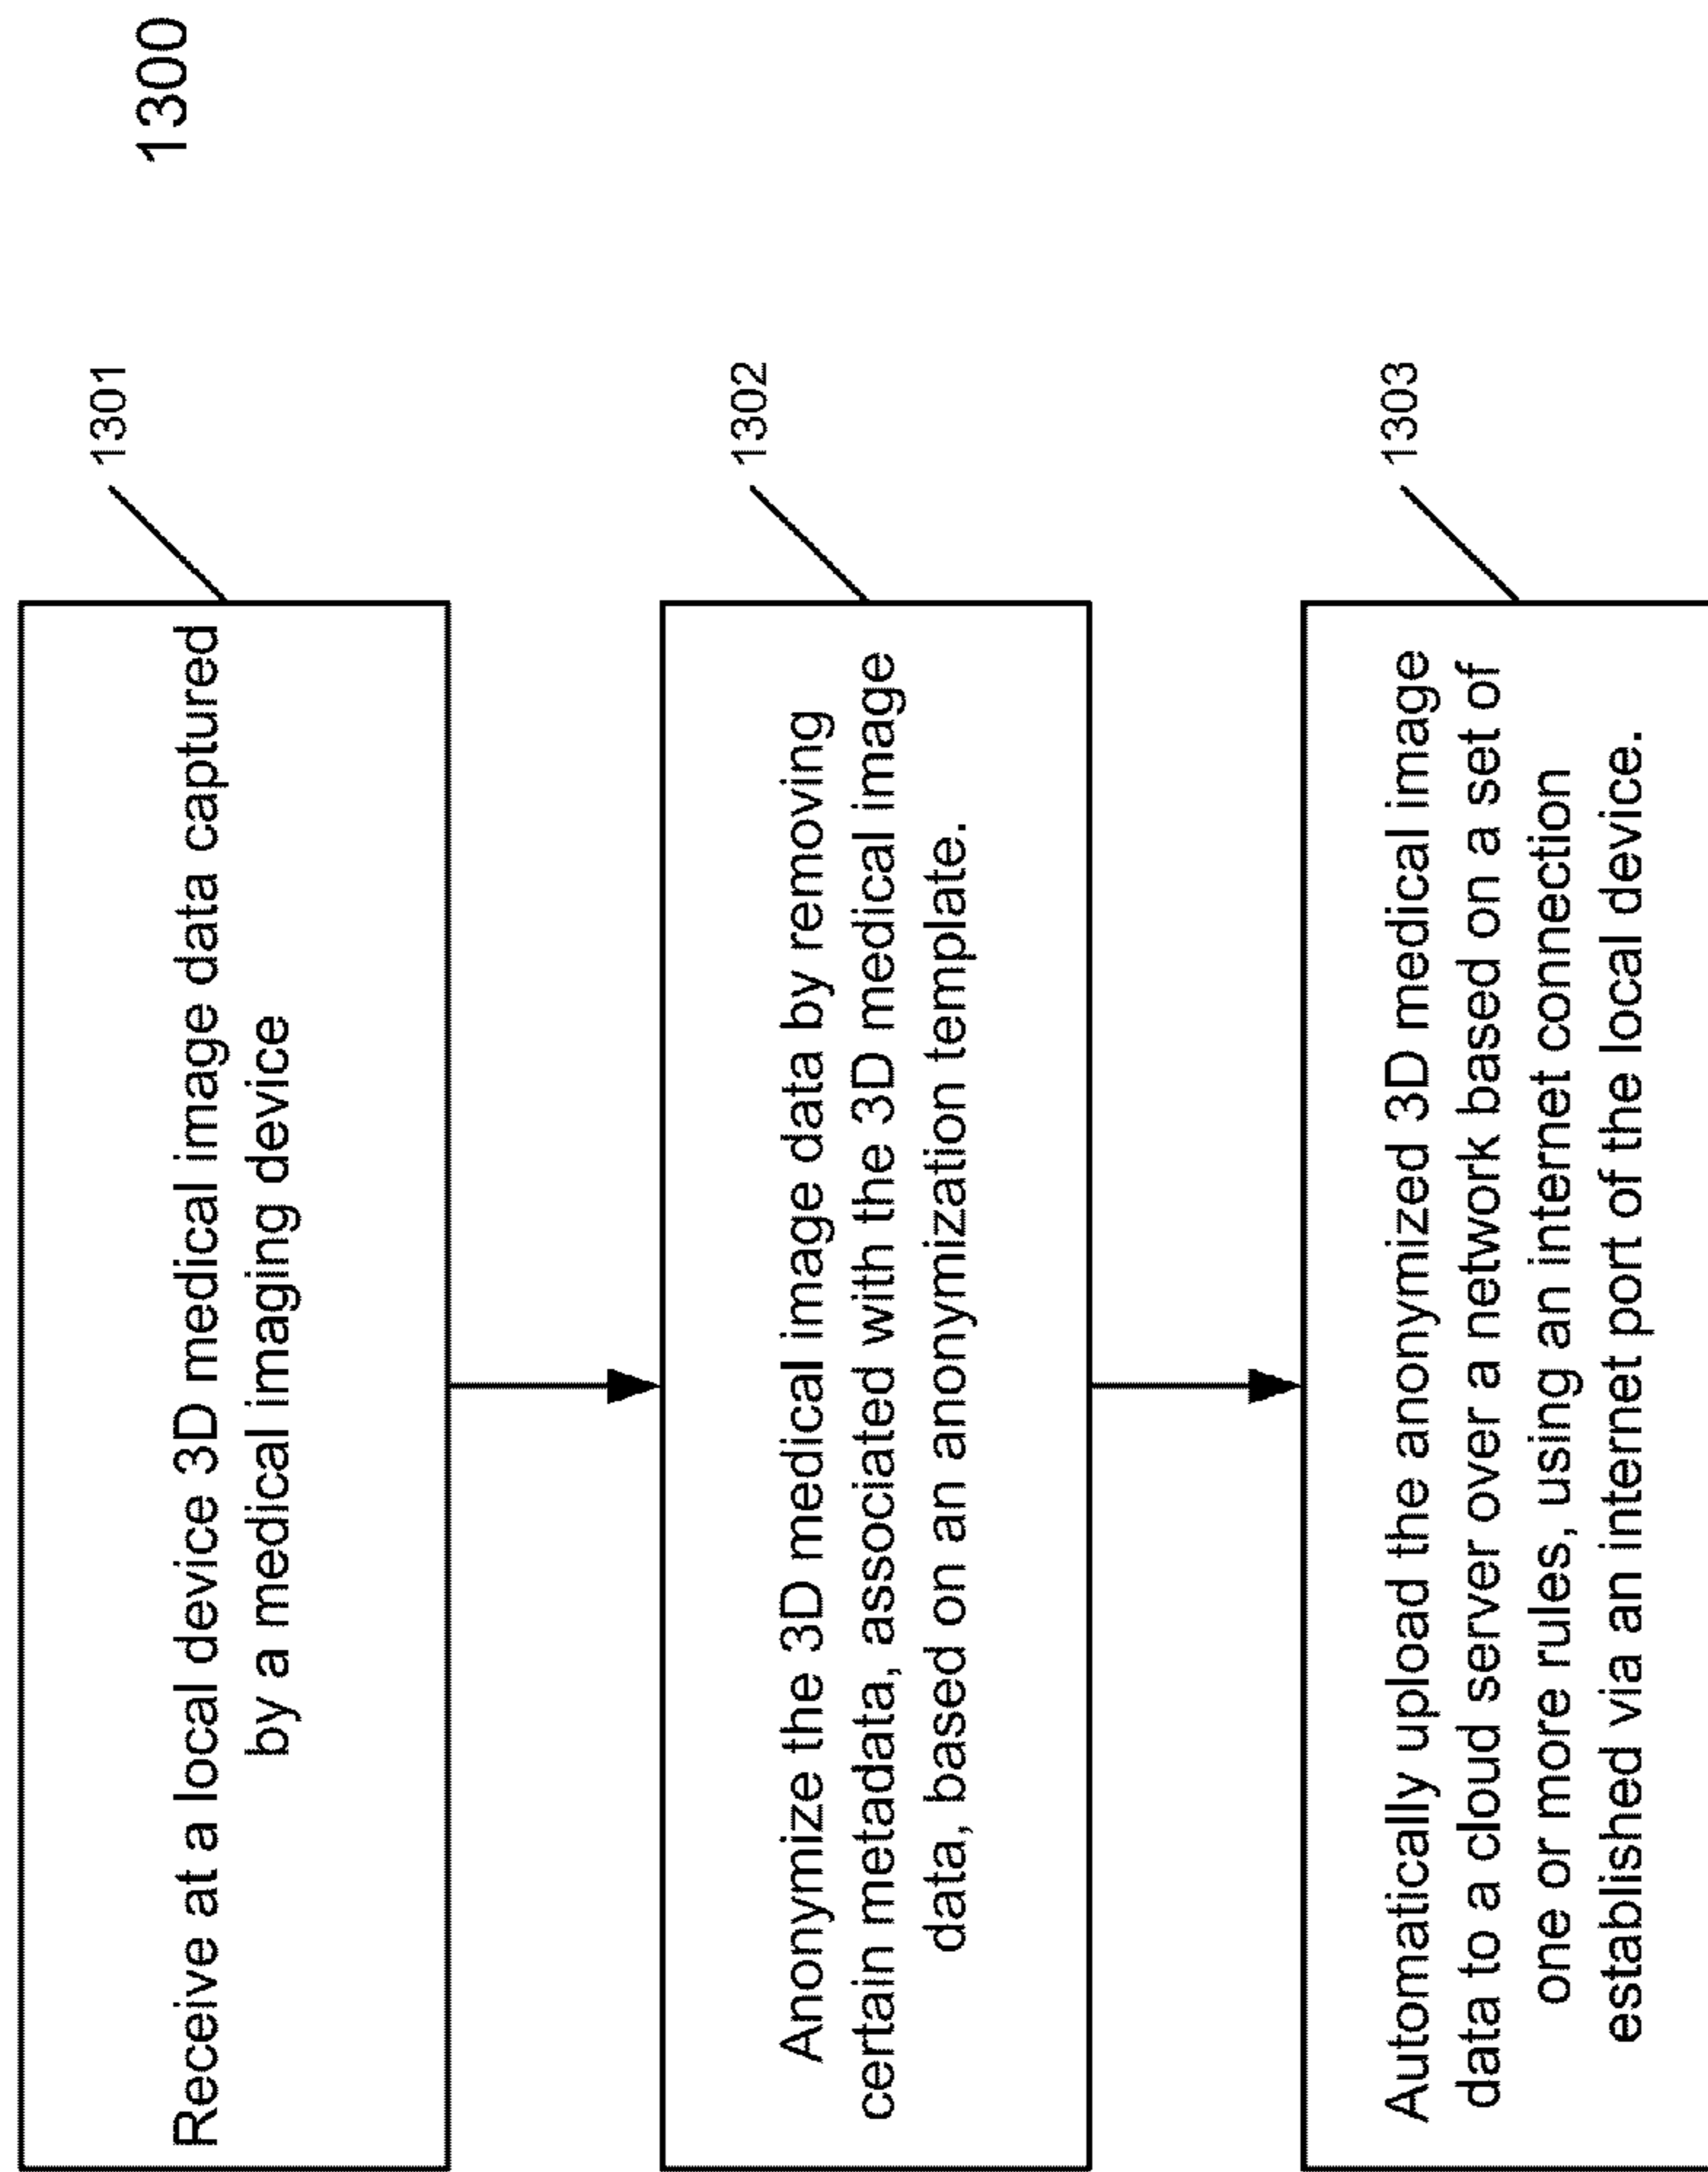 1300
1301
Receive at a local device 3D medical image data captured
by a medical imaging device
1302
Anonymize the 3D medical image data by removing
certain metadata, associated with the 3D medical image
data, based on an anonymization template.
1303
Automatically upload the anonymized 3D medical image
data to a cloud server over a network based on a set of
one or more rules, using an internet connection
established via an internet port of the local device.